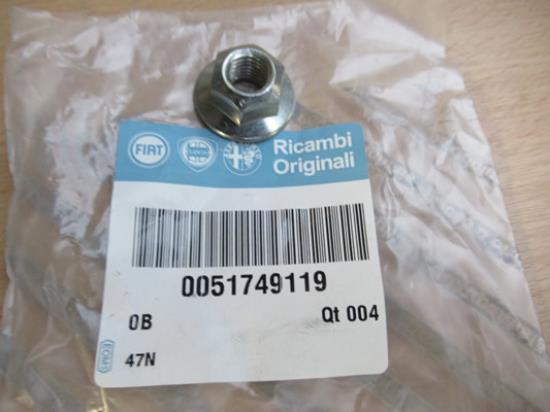 FIAT
Ricambi
Originali
0051749119
0B Qt 004
47N